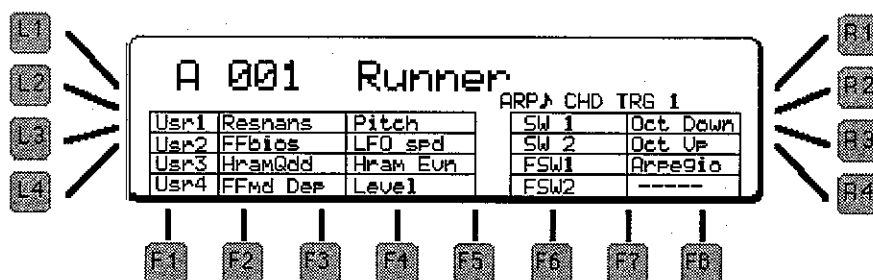 L1
R1
A 001 Runner
L2
R2
ARP♪ CHD TRG 1
Usr1 Resnans Pitch SW 1 Oct Down
L3
R3
Usr2 FFbios LFO spd SW 2 Oct Up
Usr3 HramQdd Hram Evn FSW1 Arpegio
L4
R4
Usr4 FFmd Dep Level FSW2 -----
F1 F2 F3 F4 F5 F6 F7 F8